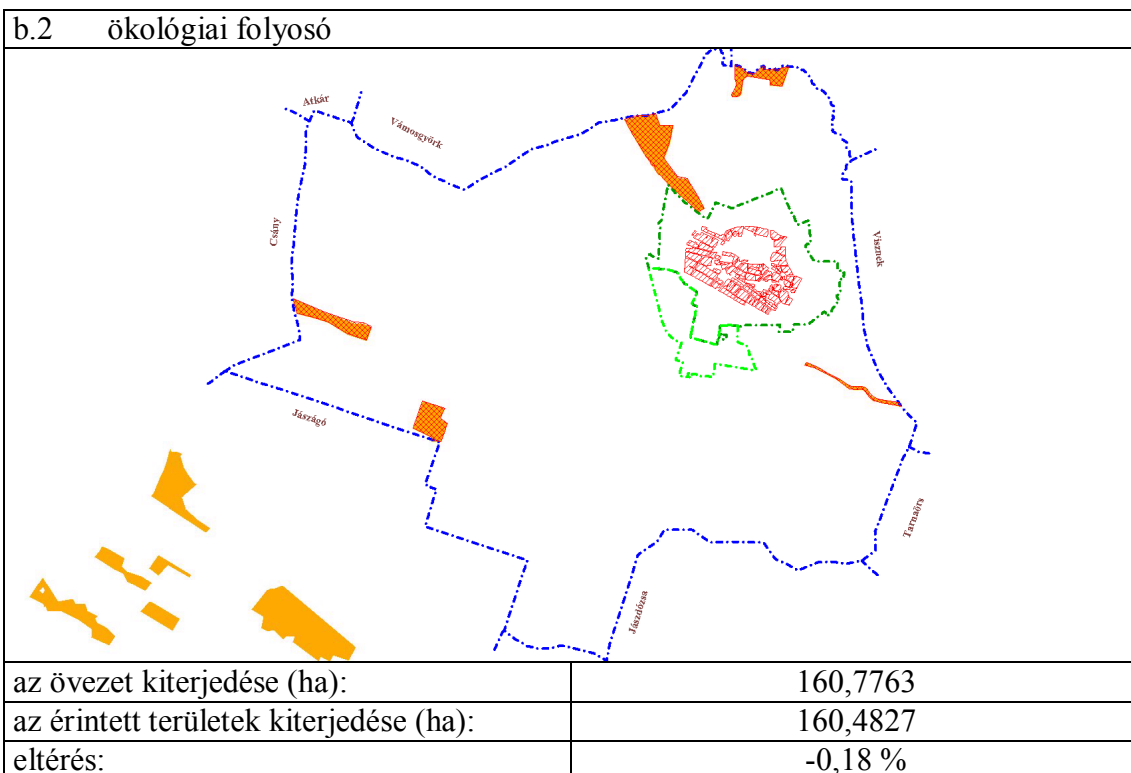 b.2 ökológiai folyosó
Atkár
Vámosgyörk
Csány
Visznek
Jászágó
Tarnaörs
Jászdózsa
az övezet kiterjedése (ha): 160,7763
az érintett területek kiterjedése (ha): 160,4827
eltérés: -0,18 %